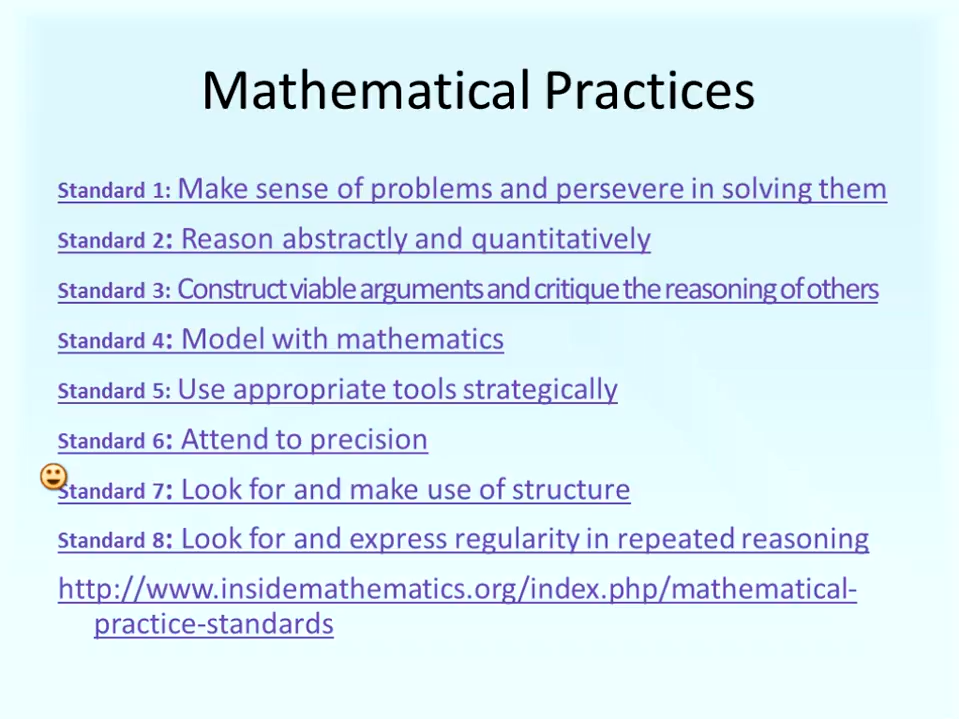 Mathematical Practices
Standard 1: Make sense of problems and persevere in solving them
Standard 2: Reason abstractly and quantitatively
Standard 3: Construct viable arguments and critique the reasoning of others
Standard 4: Model with mathematics
Standard 5: Use appropriate tools strategically
Standard 6: Attend to precision
Standard 7: Look for and make use of structure
Standard 8: Look for and express regularity in repeated reasoning
http://www.insidemathematics.org/index.php/mathematical-
practice-standards